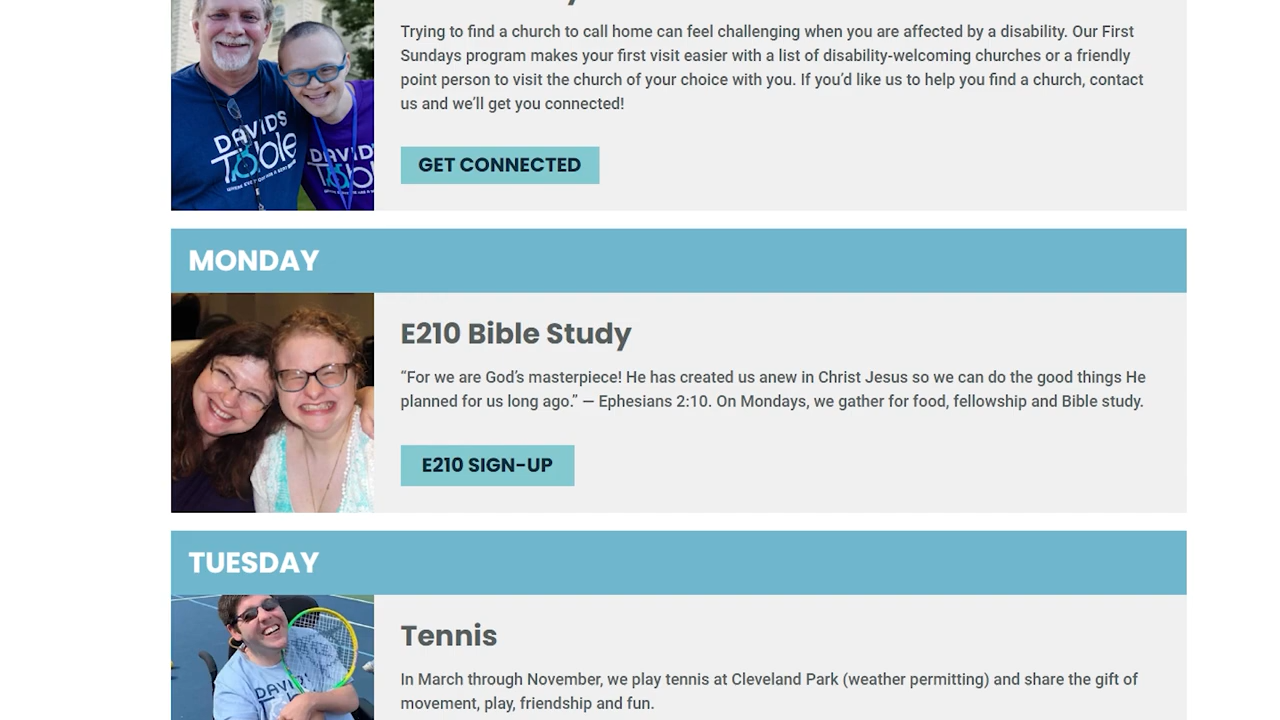 Trying to find a church to call home can feel challenging when you are affected by a disability. Our First
Sundays program makes your first visit easier with a list of disability-welcoming churches or a friendly
point person to visit the church of your choice with you. If you’d like us to help you find a church, contact
us and we’ll get you connected!
DAVIDS
Table
DAVID
Tabl
GET CONNECTED
MONDAY
E210 Bible Study
“For we are God’s masterpiece! He has created us anew in Christ Jesus so we can do the good things He
planned for us long ago.” — Ephesians 2:10. On Mondays, we gather for food, fellowship and Bible study.
E210 SIGN-UP
TUESDAY
Tennis
In March through November, we play tennis at Cleveland Park (weather permitting) and share the gift of
movement, play, friendship and fun.
DAVID'